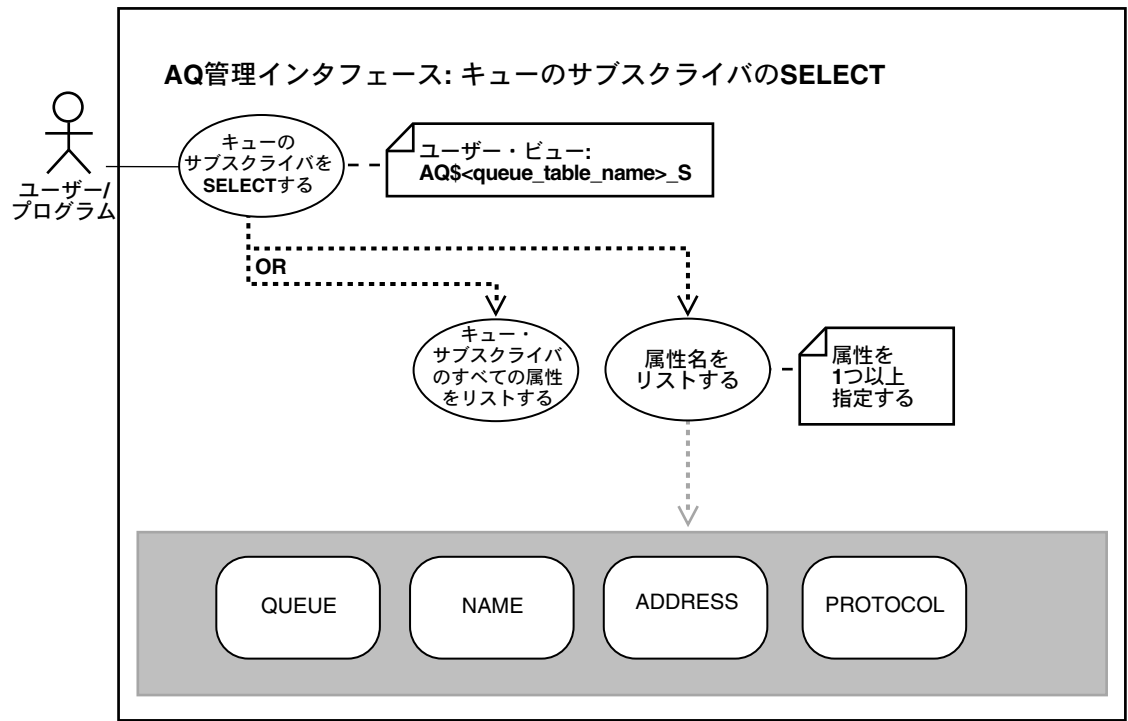 AQ管理インタフェース: キューのサブスクライバのSELECT
ユーザー/
プログラム
キューの
サブスクライバを
SELECTする
ユーザー・ビュー:
AQ$<queue_table_name>_S
OR
キュー・
サブスクライバ
のすべての属性
をリストする
属性名を
リストする
属性を
1つ以上
指定する
QUEUE
NAME
ADDRESS
PROTOCOL